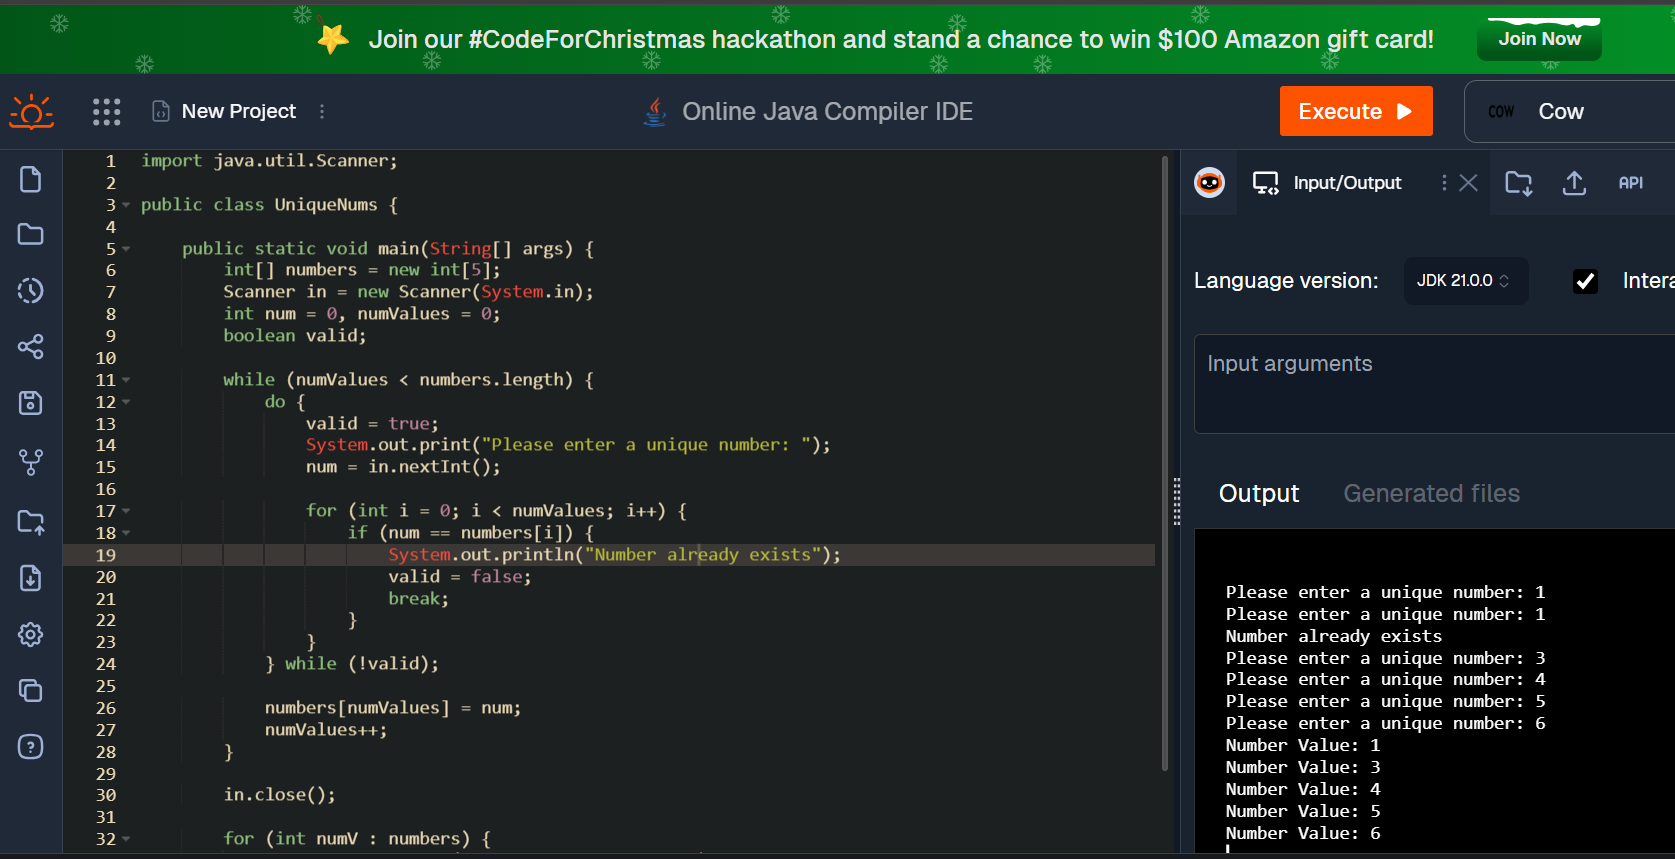 Join our #CodeForChristmas hackathon and stand a chance to win $100 Amazon gift card!
Join Now
New Project
Online Java Compiler IDE
Execute
COW
Cow
1 import java.util.Scanner;
2
3 public class UniqueNums {
4
5 public static void main(String[] args) {
6 int[] numbers = new int[5];
7 Scanner in = new Scanner(System.in);
8 int num = 0, numValues = 0;
9 boolean valid;
10
11 while (numValues < numbers.length) {
12 do {
13 valid = true;
14 System.out.print("Please enter a unique number: ");
15 num = in.nextInt();
16
17 for (int i = 0; i < numValues; i++) {
18 if (num == numbers[i]) {
19 System.out.println("Number already exists");
20 valid = false;
21 break;
22 }
23 }
24 } while (!valid);
25
26 numbers[numValues] = num;
27 numValues++;
28 }
29
30 in.close();
31
32 for (int numV : numbers) {
Input/Output
API
Language version:
JDK 21.0.0
Intera
Input arguments
Output
Generated files
Please enter a unique number: 1
Please enter a unique number: 1
Number already exists
Please enter a unique number: 3
Please enter a unique number: 4
Please enter a unique number: 5
Please enter a unique number: 6
Number Value: 1
Number Value: 3
Number Value: 4
Number Value: 5
Number Value: 6